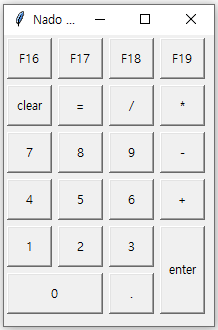 Nado ...
F16 F17 F18 F19
clear = / *
7 8 9 -
4 5 6 +
1 2 3 enter
0 .